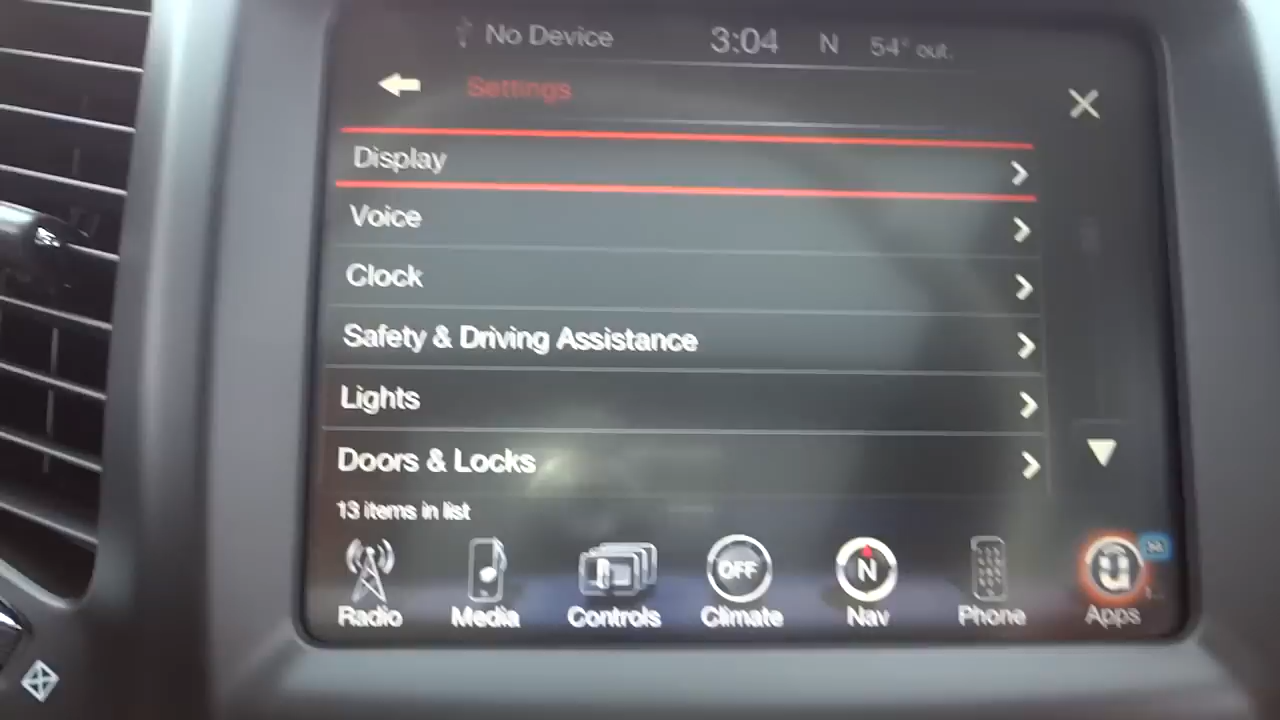 No Device 3:04 N 54° out.
Settings
Display
Voice
Clock
Safety & Driving Assistance
Lights
Doors & Locks
13 items in list
OFF
N
Radio Media Controls Climate Nav Phone Apps